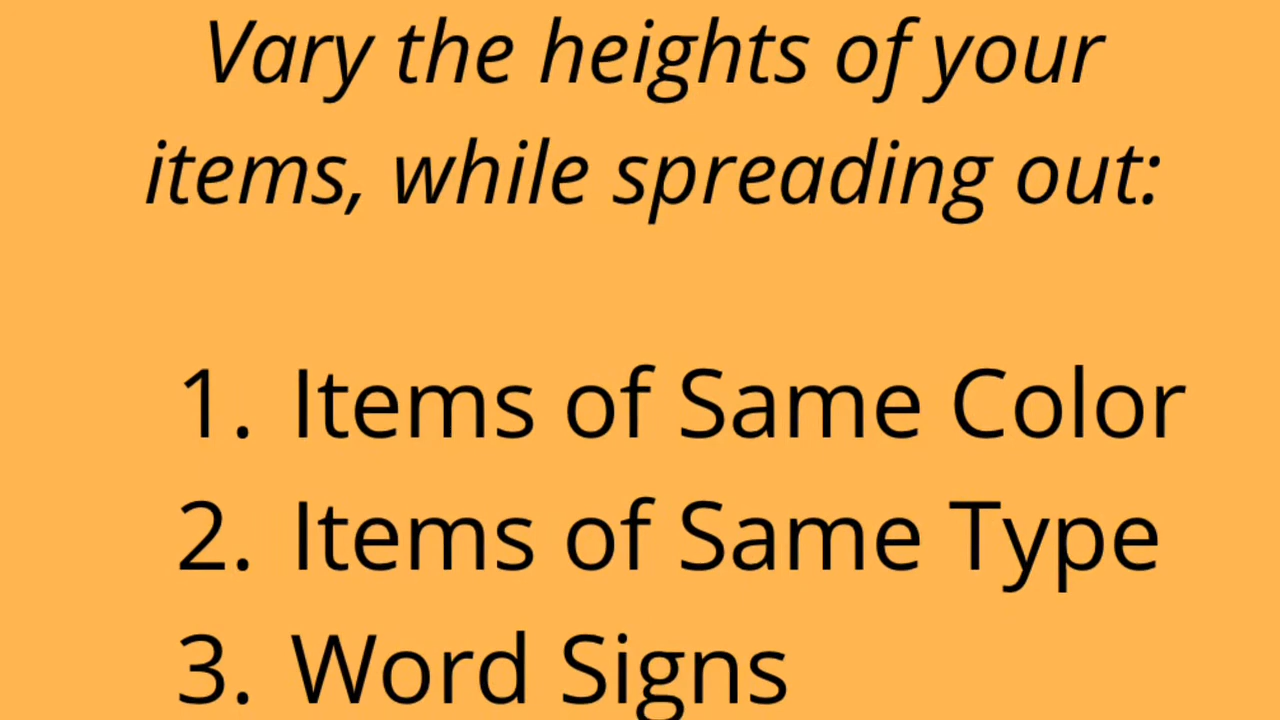 Vary the heights of your
items, while spreading out:
1. Items of Same Color
2. Items of Same Type
3. Word Signs